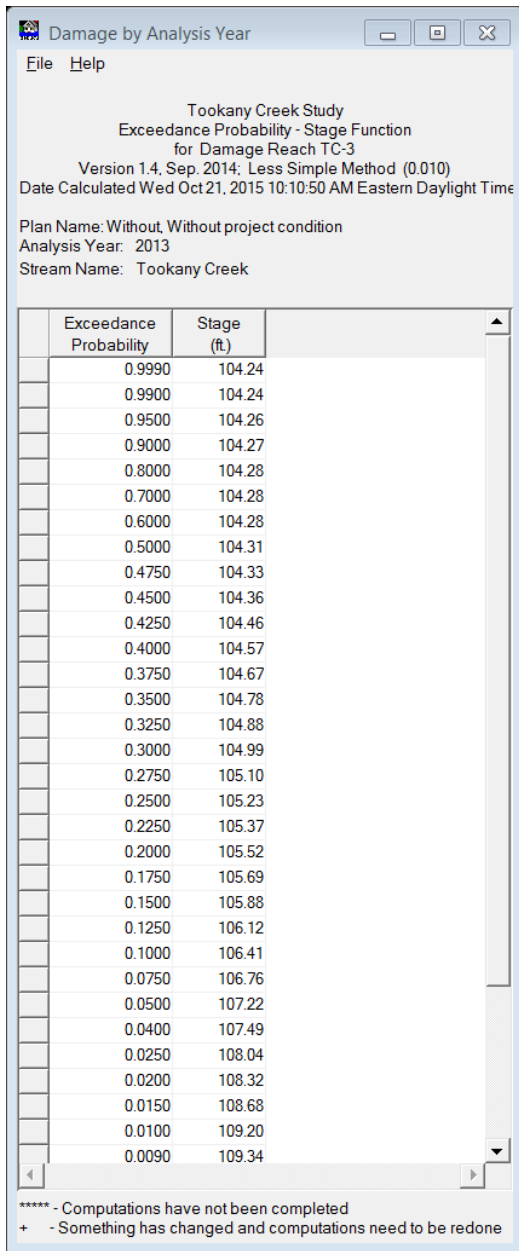 Damage by Analysis Year
File Help
Tookany Creek Study
Exceedance Probability - Stage Function
for Damage Reach TC-3
Version 1.4, Sep. 2014; Less Simple Method (0.010)
Date Calculated Wed Oct 21, 2015 10:10:50 AM Eastern Daylight Time
Plan Name: Without, Without project condition
Analysis Year: 2013
Stream Name: Tookany Creek
Exceedance Stage
Probability (ft.)
0.9990 104.24
0.9900 104.24
0.9500 104.26
0.9000 104.27
0.8000 104.28
0.7000 104.28
0.6000 104.28
0.5000 104.31
0.4750 104.33
0.4500 104.36
0.4250 104.46
0.4000 104.57
0.3750 104.67
0.3500 104.78
0.3250 104.88
0.3000 104.99
0.2750 105.10
0.2500 105.23
0.2250 105.37
0.2000 105.52
0.1750 105.69
0.1500 105.88
0.1250 106.12
0.1000 106.41
0.0750 106.76
0.0500 107.22
0.0400 107.49
0.0250 108.04
0.0200 108.32
0.0150 108.68
0.0100 109.20
0.0090 109.34
***** - Computations have not been completed
+ - Something has changed and computations need to be redone